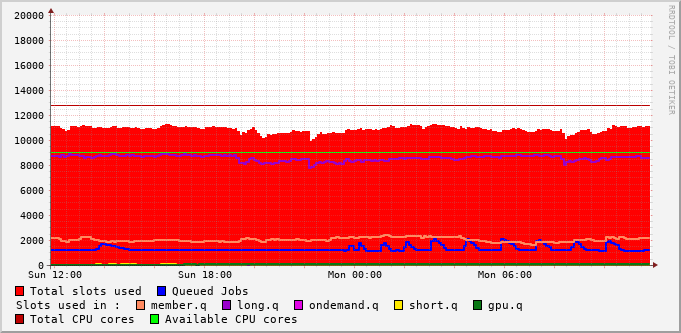 RRDTOOL / TOBI OETIKER
20000
18000
16000
14000
12000
10000
8000
6000
4000
2000
0
Sun 12:00 Sun 18:00 Mon 00:00 Mon 06:00
Total slots used Queued Jobs
Slots used in : member.q long.q ondemand.q short.q gpu.q
Total CPU cores Available CPU cores